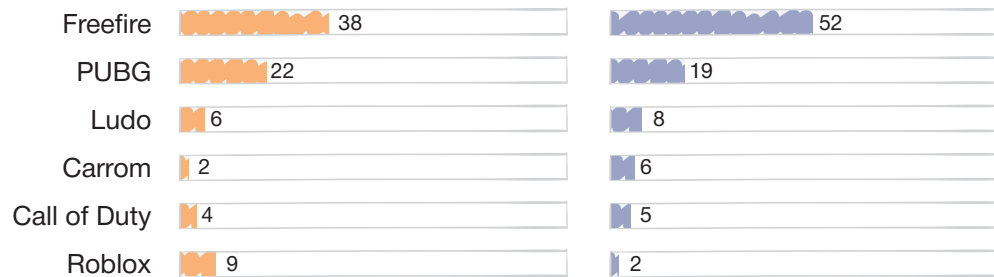 Freefire 38 52
PUBG 22 19
Ludo 6 8
Carrom 2 6
Call of Duty 4 5
Roblox 9 2